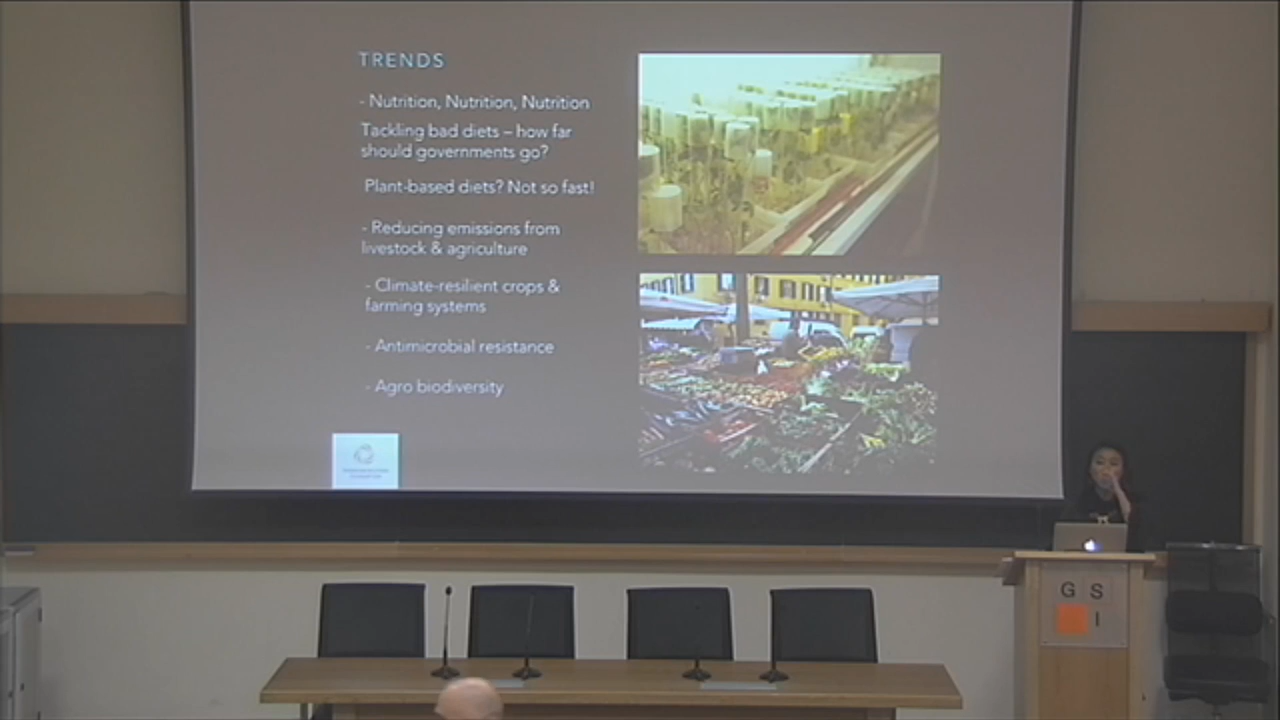 TRENDS
- Nutrition, Nutrition, Nutrition
Tackling bad diets – how far
should governments go?
Plant-based diets? Not so fast!
- Reducing emissions from
livestock & agriculture
- Climate-resilient crops &
farming systems
- Antimicrobial resistance
- Agro biodiversity
G S
I